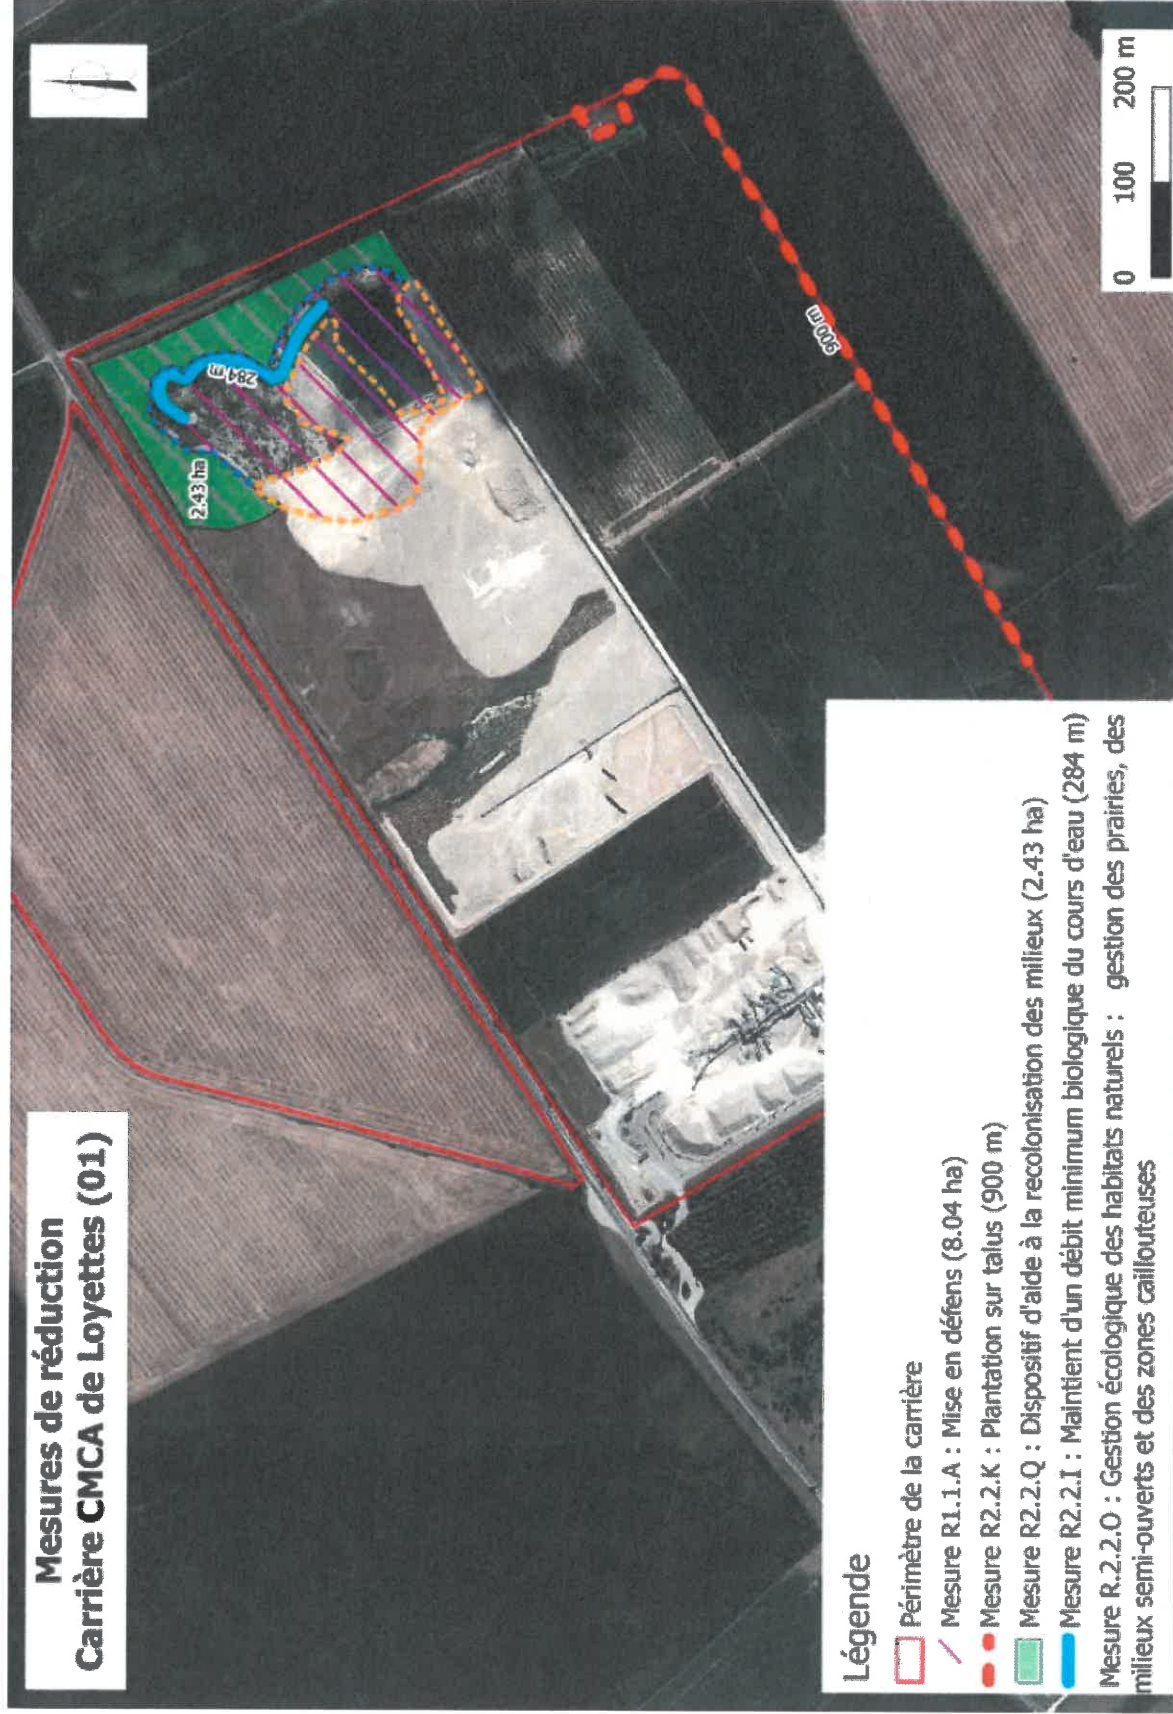 Mesures de réduction
Carrière CMCA de Loyettes (01)
2.43 ha
284 m
900 m
Légende
Périmètre de la carrière
Mesure R1.1.A : Mise en défens (8.04 ha)
Mesure R2.2.K : Plantation sur talus (900 m)
Mesure R2.2.Q : Dispositif d'aide à la recolonisation des milieux (2.43 ha)
Mesure R2.2.I : Maintient d'un débit minimum biologique du cours d'eau (284 m)
Mesure R.2.2.O : Gestion écologique des habitats naturels : gestion des prairies, des
milieux semi-ouverts et des zones caillouteuses
0 100 200 m